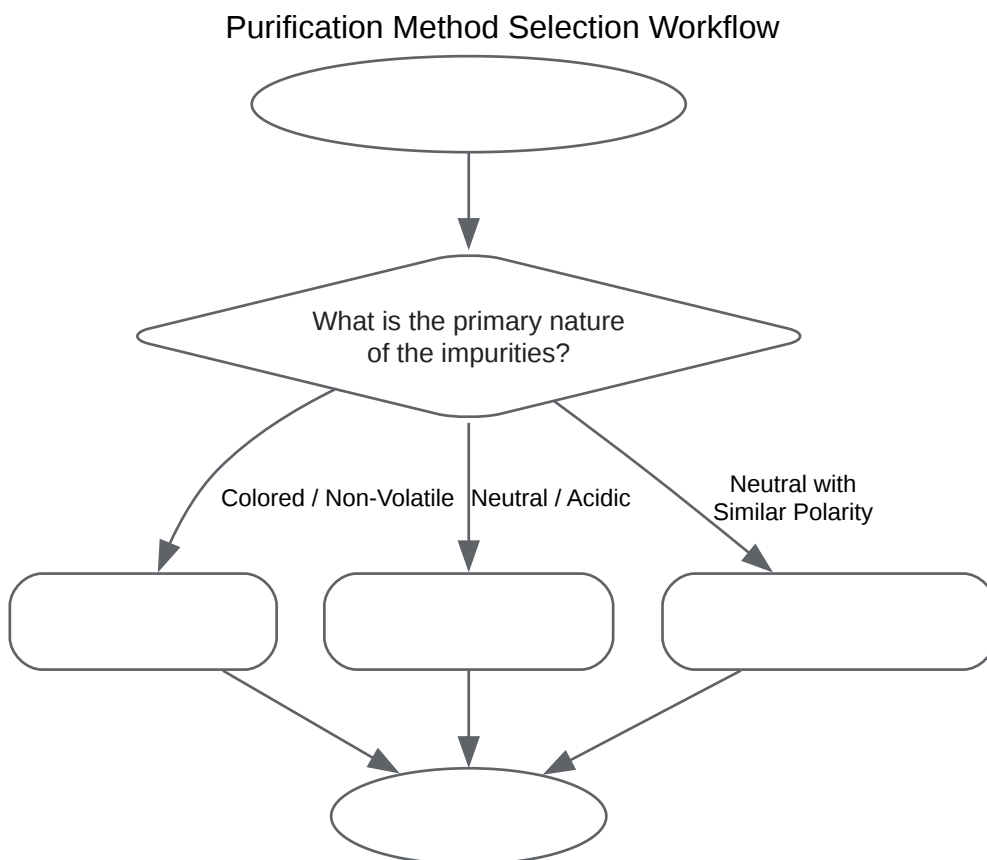 Purification Method Selection Workflow
What is the primary nature
of the impurities?
Colored / Non-Volatile
Neutral / Acidic
Neutral with
Similar Polarity